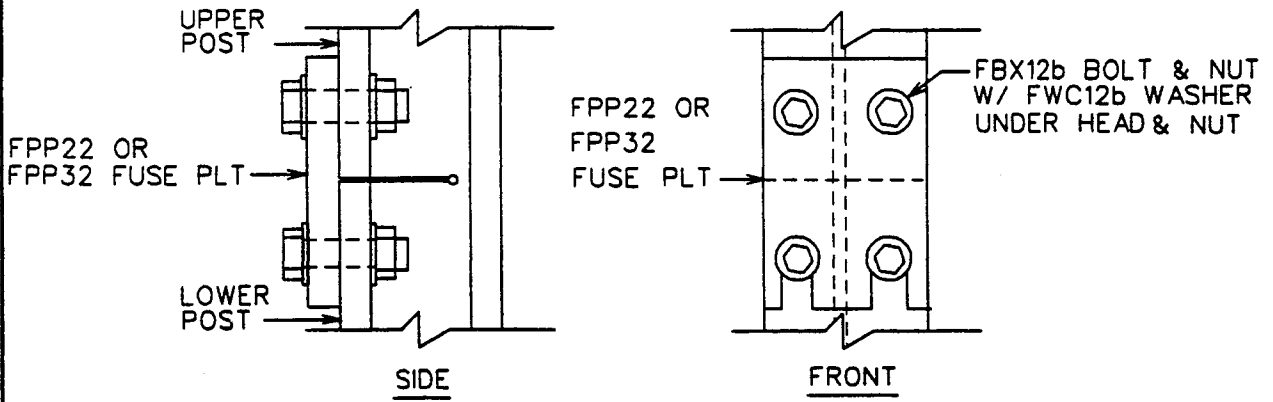 UPPER
POST
FPP22 OR
FPP32 FUSE PLT
LOWER
POST
SIDE
FPP22 OR
FPP32
FUSE PLT
FBX12b BOLT & NUT
W/ FWC12b WASHER
UNDER HEAD & NUT
FRONT